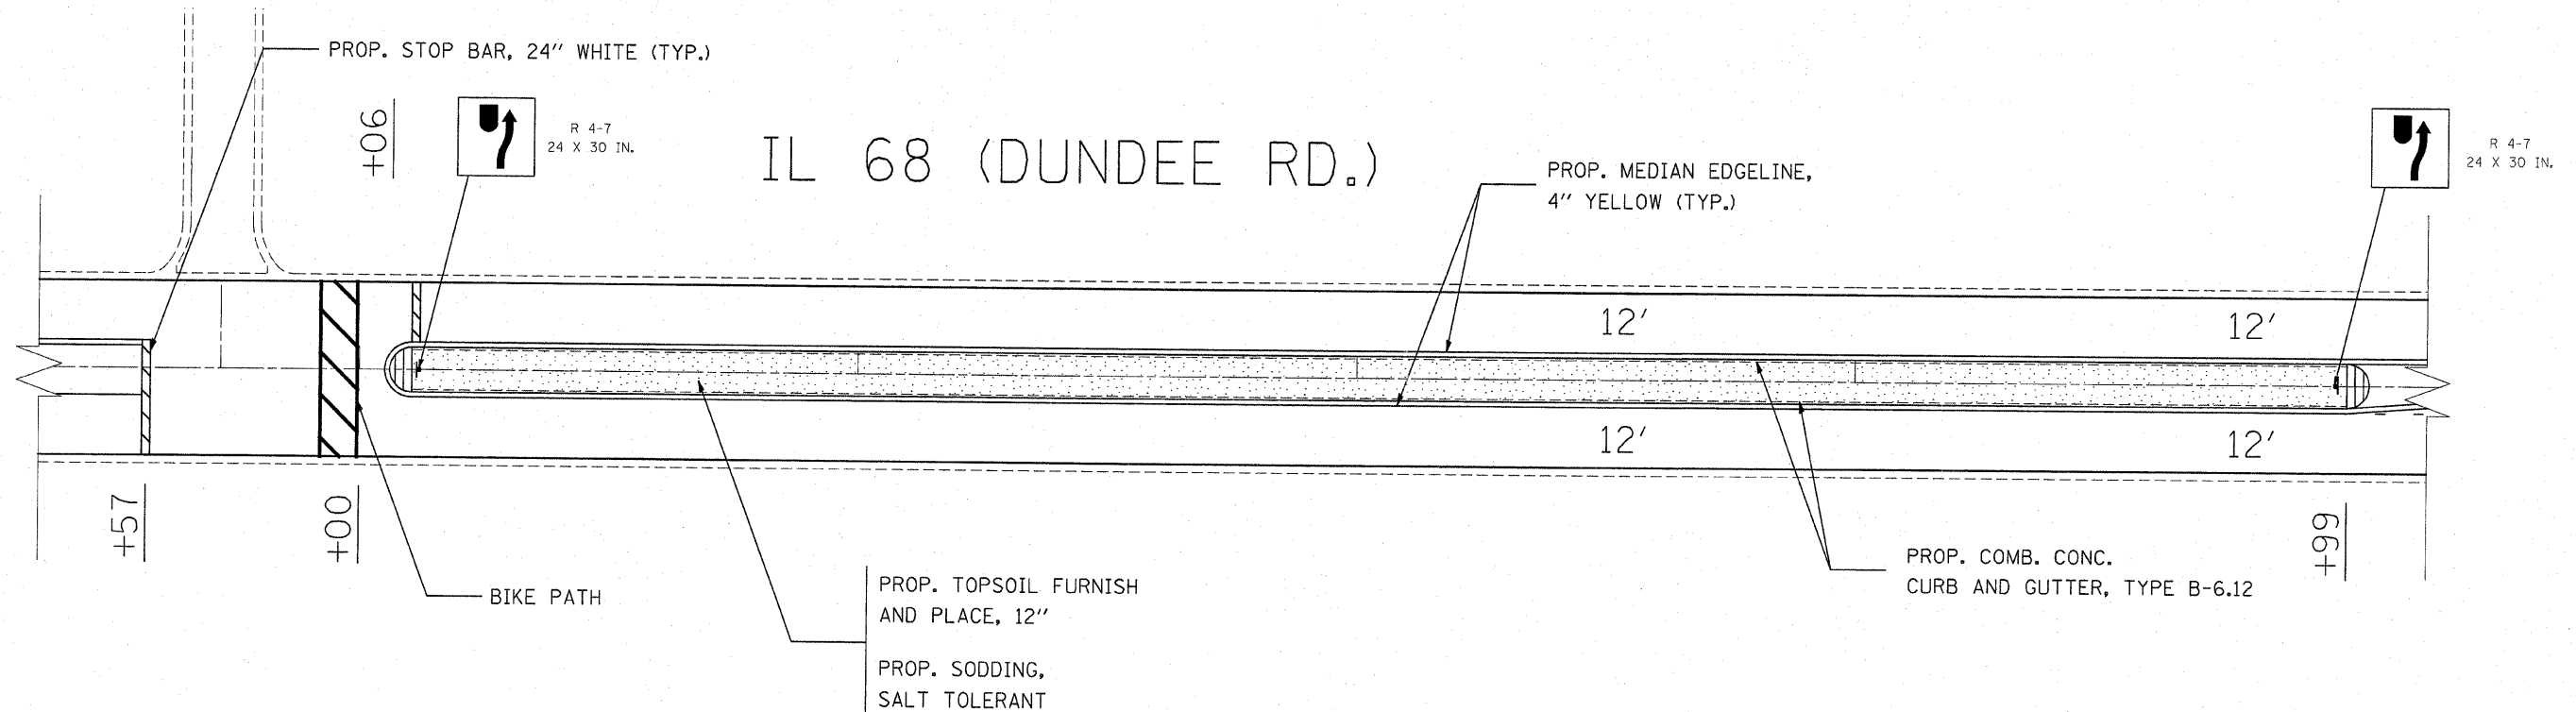 PROP. STOP BAR, 24" WHITE (TYP.)
+06
R 4-7
24 X 30 IN.
IL 68 (DUNDEE RD.)
PROP. MEDIAN EDGELINE,
4" YELLOW (TYP.)
R 4-7
24 X 30 IN.
12'
12'
12'
12'
+57
+00
+99
BIKE PATH
PROP. TOPSOIL FURNISH
AND PLACE, 12"
PROP. SODDING,
SALT TOLERANT
PROP. COMB. CONC.
CURB AND GUTTER, TYPE B-6.12